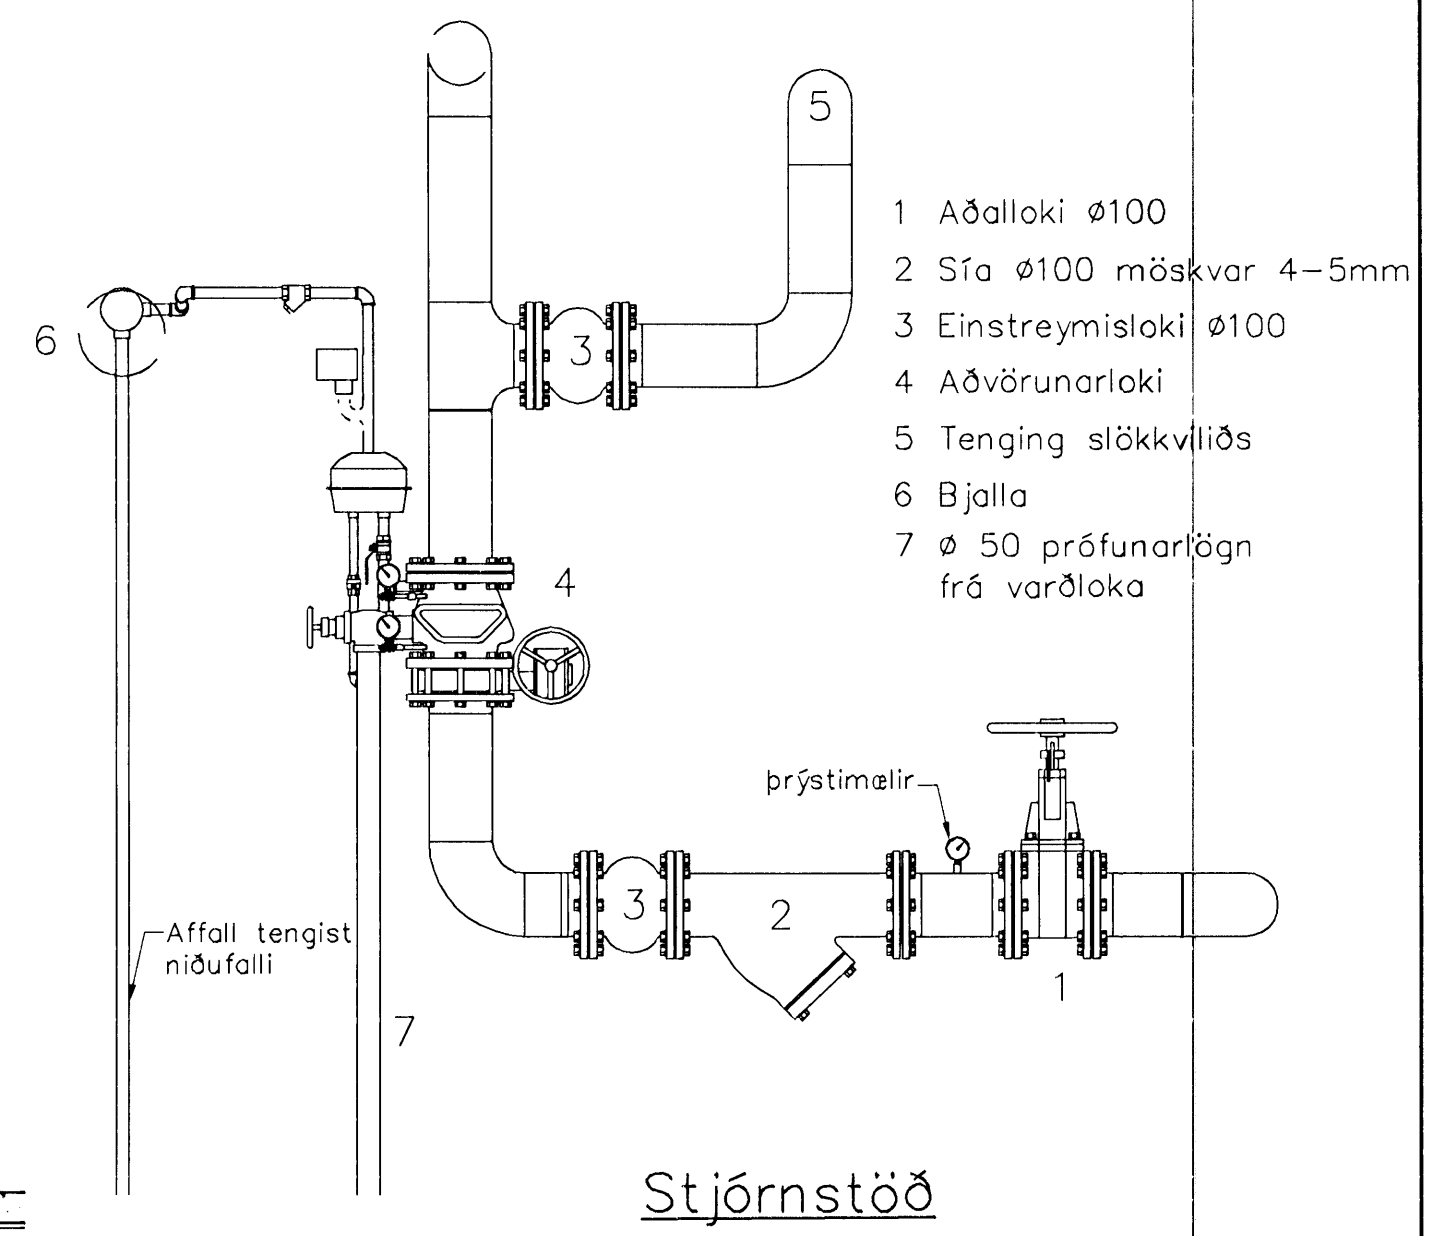 5
1 Aðalloki ø100
2 Sía ø100 möskvar 4-5mm
3 Einstreymisloki ø100
4 Aðvörunarloki
5 Tenging slökkviliðs
6 Bjalla
7 ø 50 prófunarlögn
frá varðloka
6
3
4
þrýstimælir
3
2
1
Affall tengist
niðufalli
7
Stjórnstöð
1